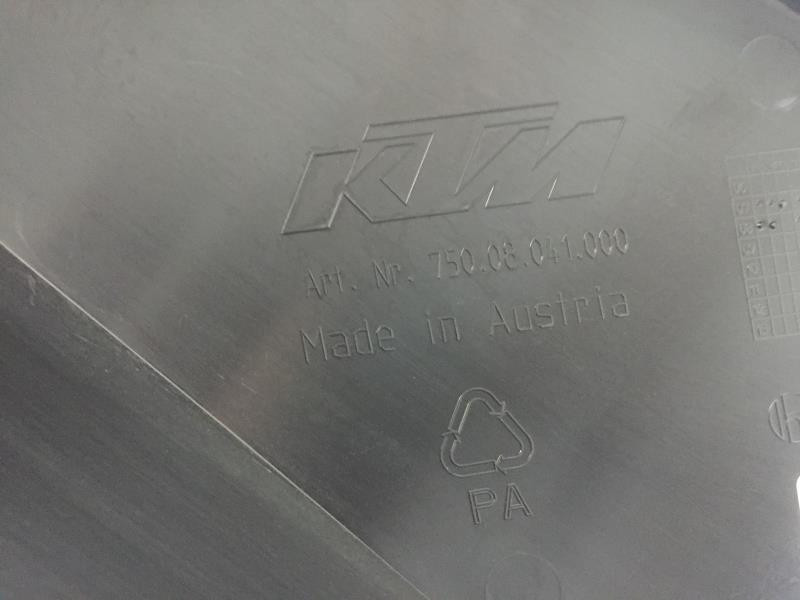 KTM
Art. Nr. 750.08.041.000
Made in Austria
PA